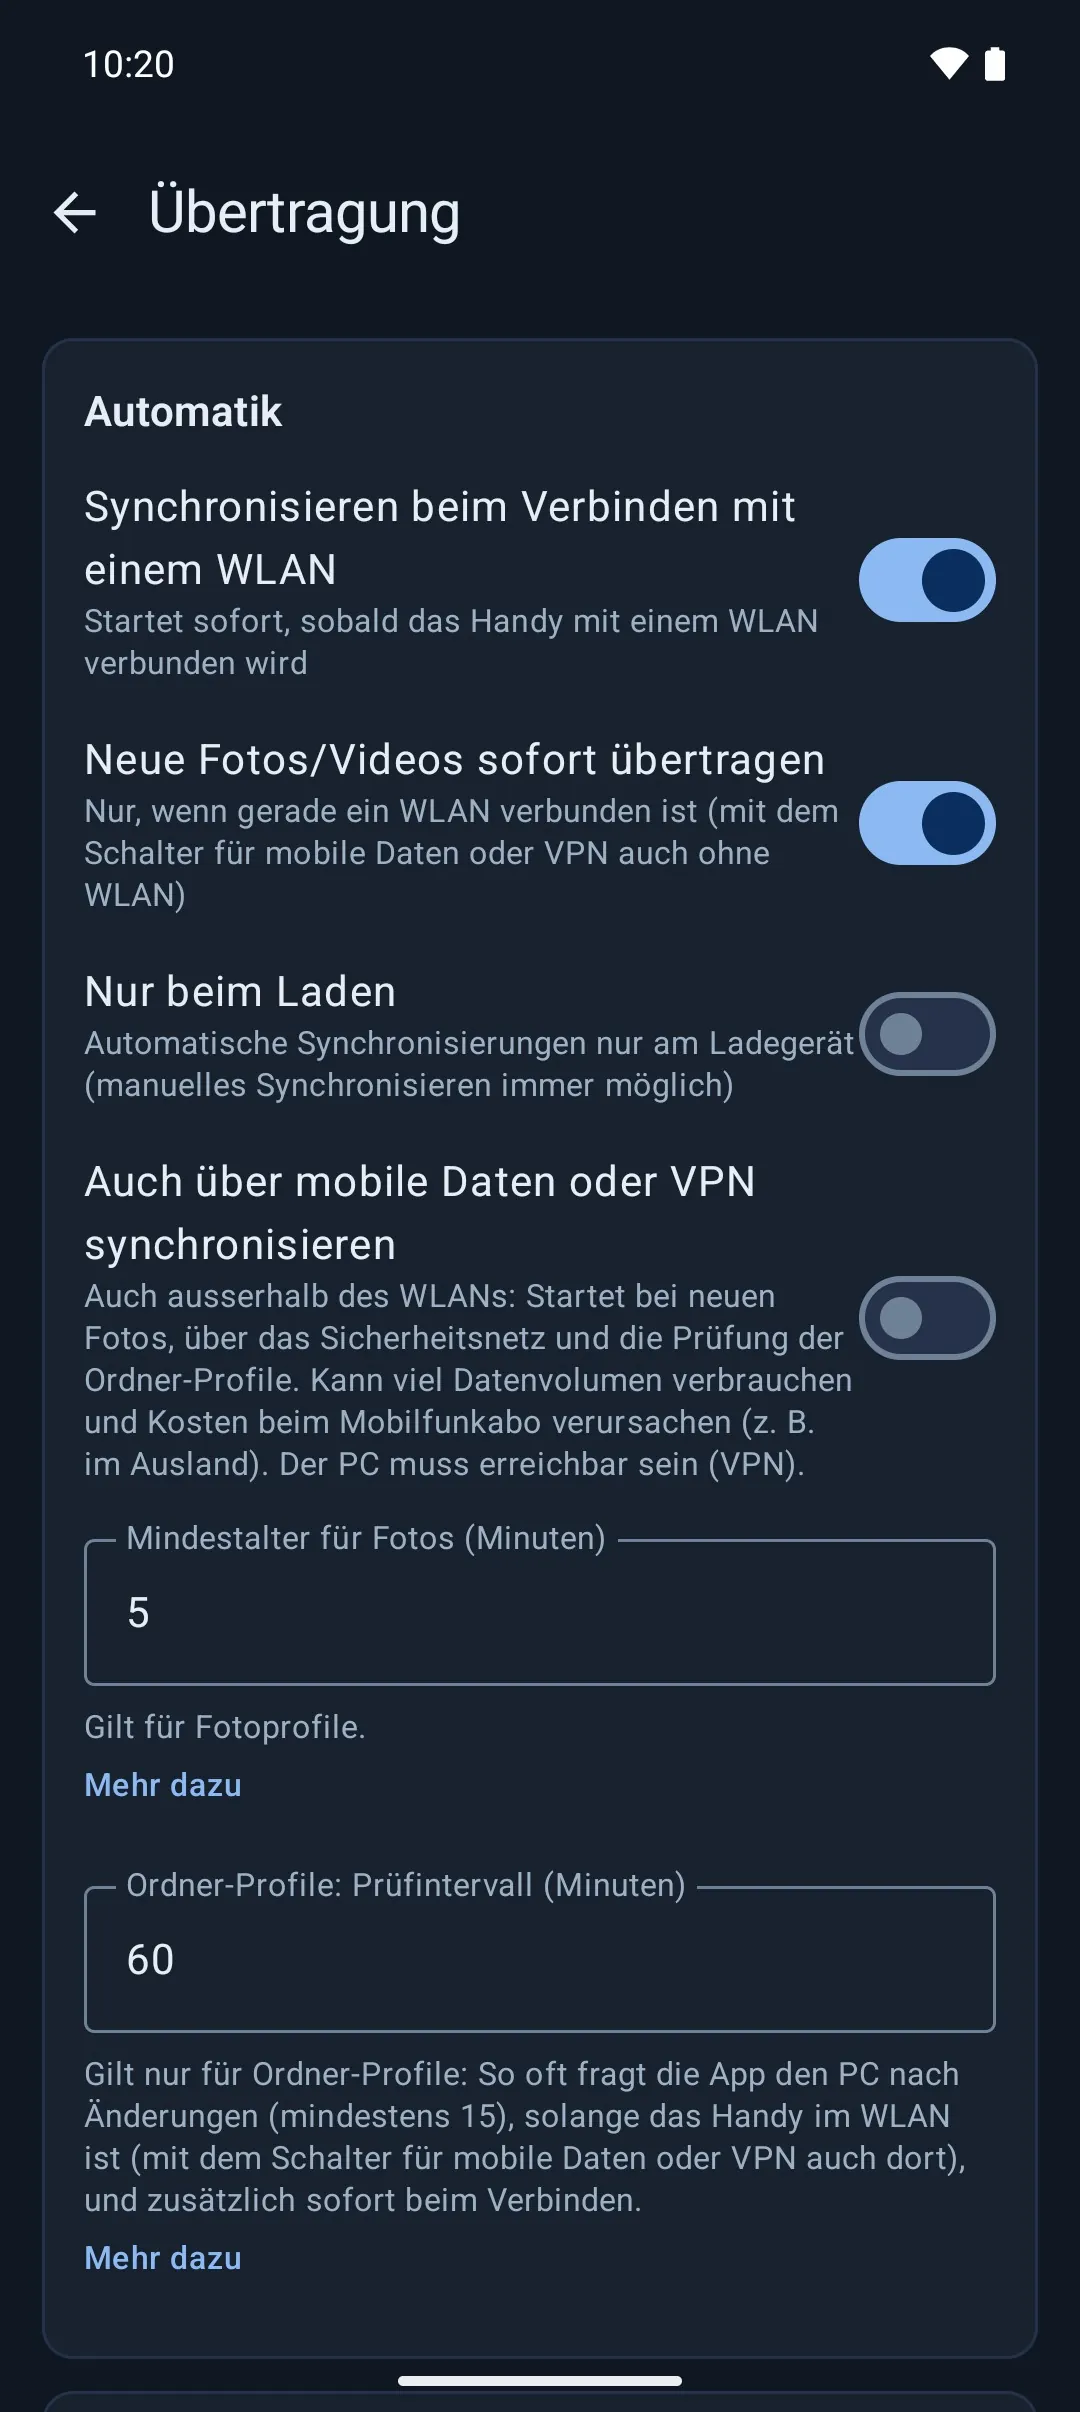 10:20
Übertragung
Automatik
Synchronisieren beim Verbinden mit
einem WLAN
Startet sofort, sobald das Handy mit einem WLAN
verbunden wird
Neue Fotos/Videos sofort übertragen
Nur, wenn gerade ein WLAN verbunden ist (mit dem
Schalter für mobile Daten oder VPN auch ohne
WLAN)
Nur beim Laden
Automatische Synchronisierungen nur am Ladegerät
(manuelles Synchronisieren immer möglich)
Auch über mobile Daten oder VPN
synchronisieren
Auch ausserhalb des WLANs: Startet bei neuen
Fotos, über das Sicherheitsnetz und die Prüfung der
Ordner-Profile. Kann viel Datenvolumen verbrauchen
und Kosten beim Mobilfunkabo verursachen (z. B.
im Ausland). Der PC muss erreichbar sein (VPN).
Mindestalter für Fotos (Minuten)
5
Gilt für Fotoprofile.
Mehr dazu
Ordner-Profile: Prüfintervall (Minuten)
60
Gilt nur für Ordner-Profile: So oft fragt die App den PC nach
Änderungen (mindestens 15), solange das Handy im WLAN
ist (mit dem Schalter für mobile Daten oder VPN auch dort),
und zusätzlich sofort beim Verbinden.
Mehr dazu